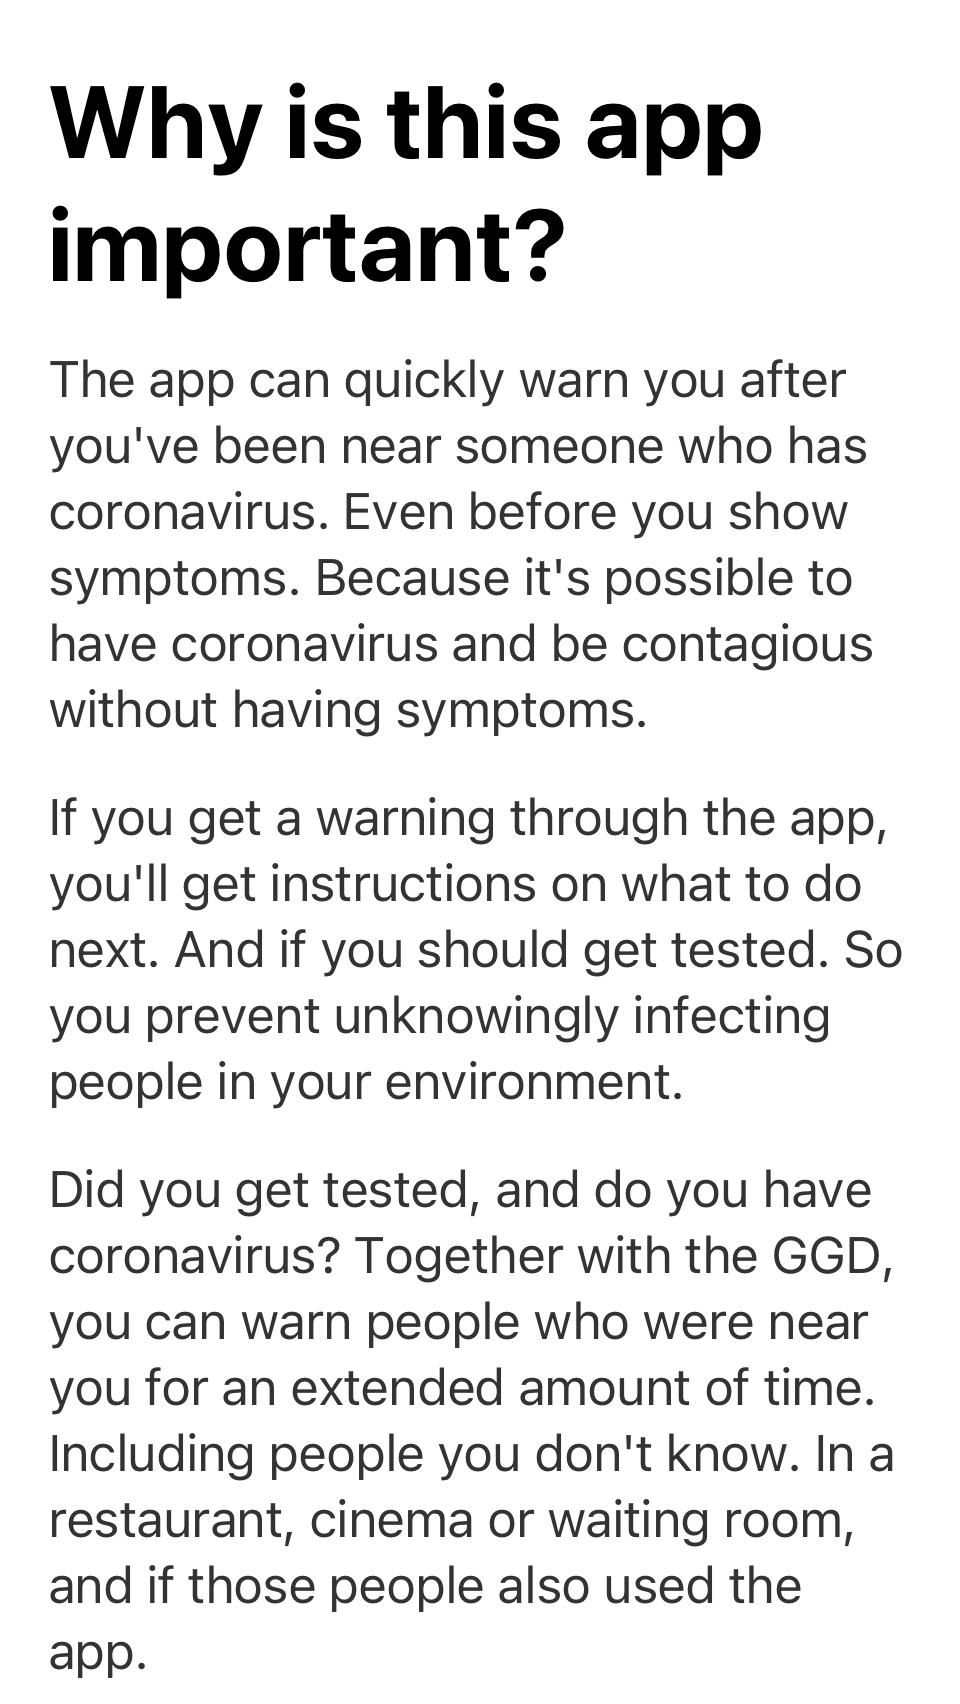 Why is this app
important?
The app can quickly warn you after
you've been near someone who has
coronavirus. Even before you show
symptoms. Because it's possible to
have coronavirus and be contagious
without having symptoms.
If you get a warning through the app,
you'll get instructions on what to do
next. And if you should get tested. So
you prevent unknowingly infecting
people in your environment.
Did you get tested, and do you have
coronavirus? Together with the GGD,
you can warn people who were near
you for an extended amount of time.
Including people you don't know. In a
restaurant, cinema or waiting room,
and if those people also used the
app.